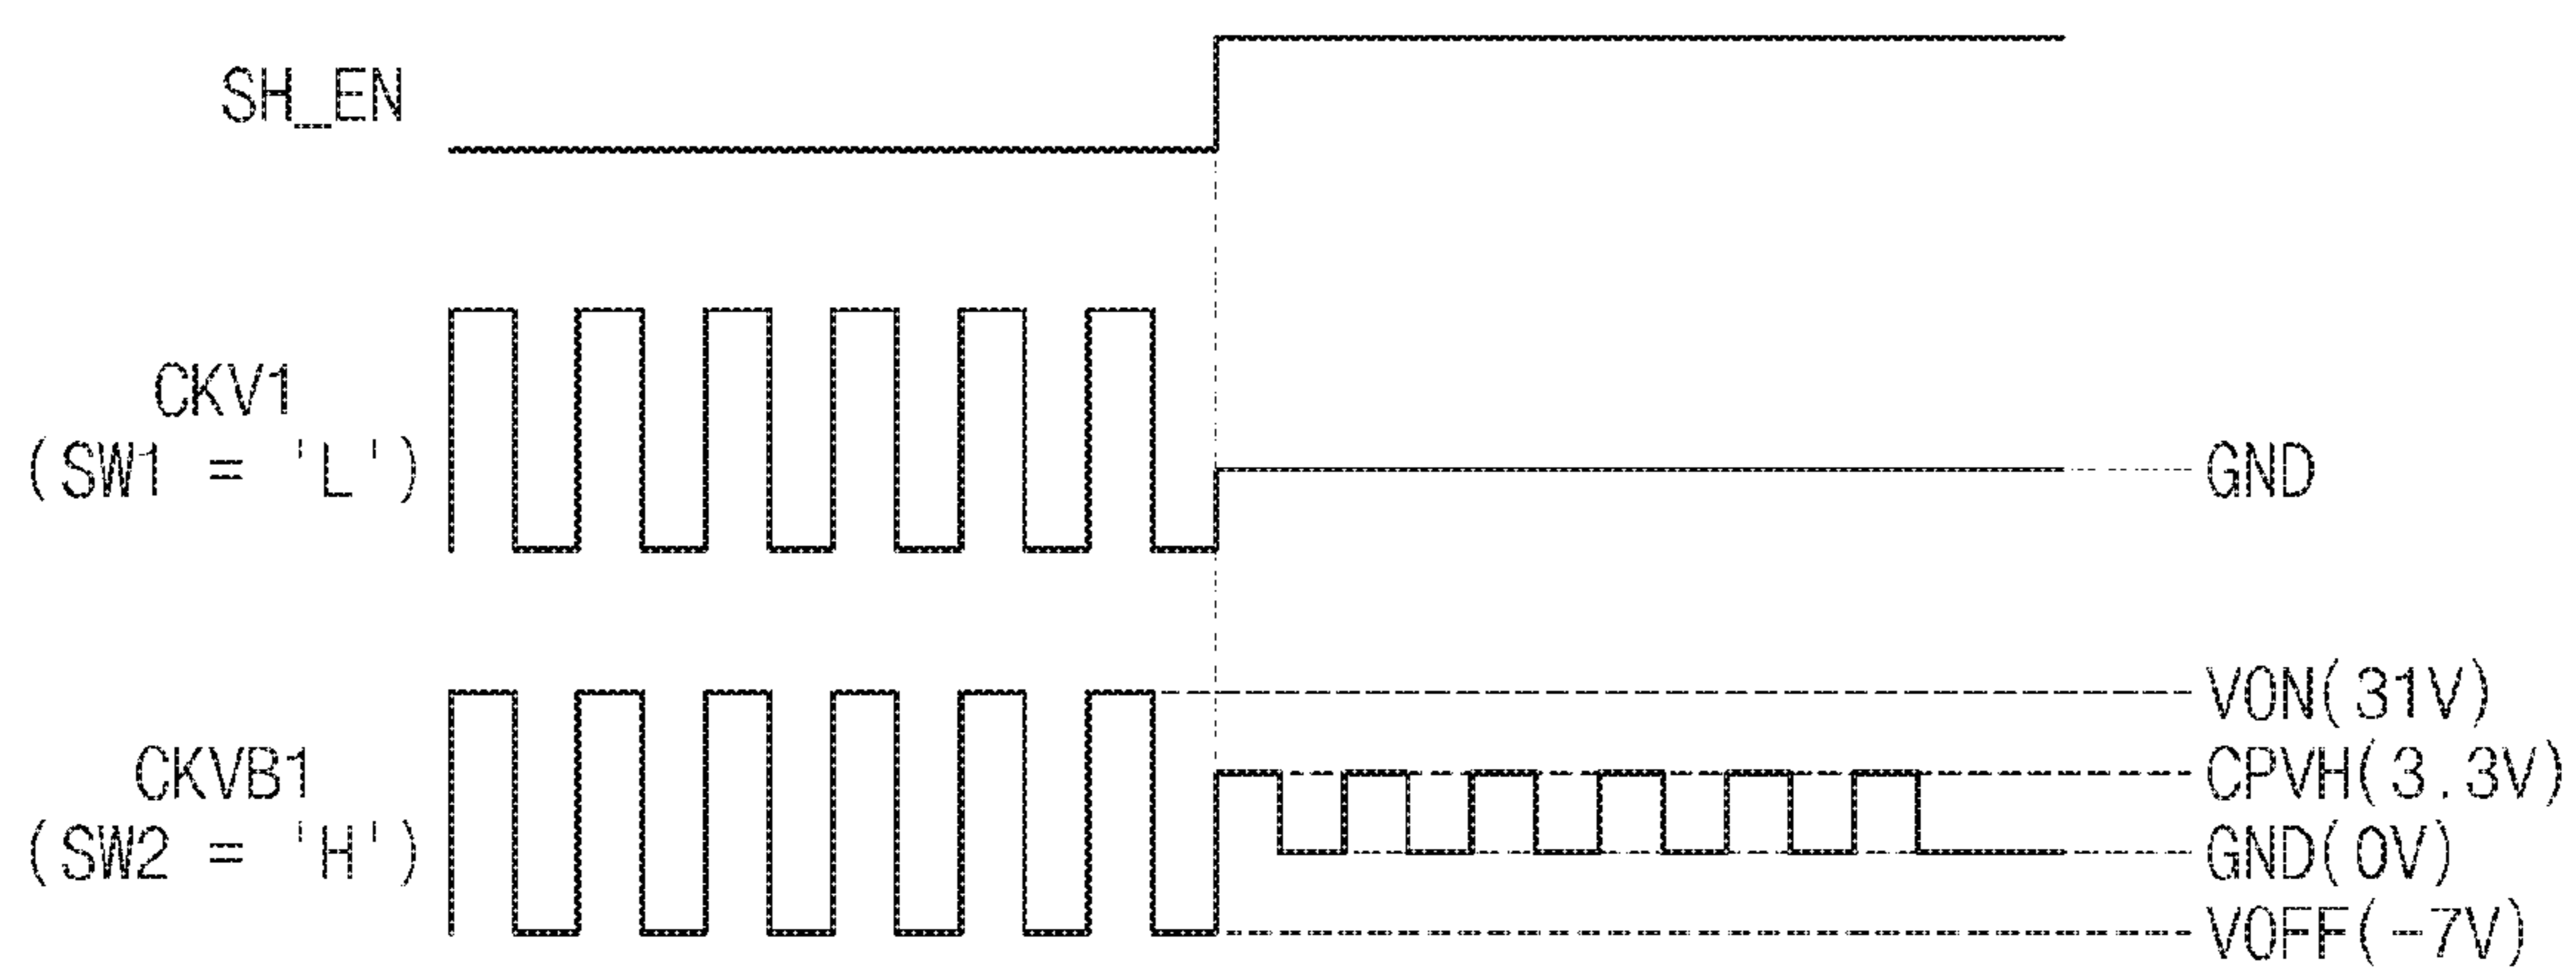 SH_EN
CKV1
(SW1 = 'L')
GND
CKVB1
(SW2 = 'H')
VON(31V)
CPVH(3.3V)
GND(0V)
VOFF(-7V)